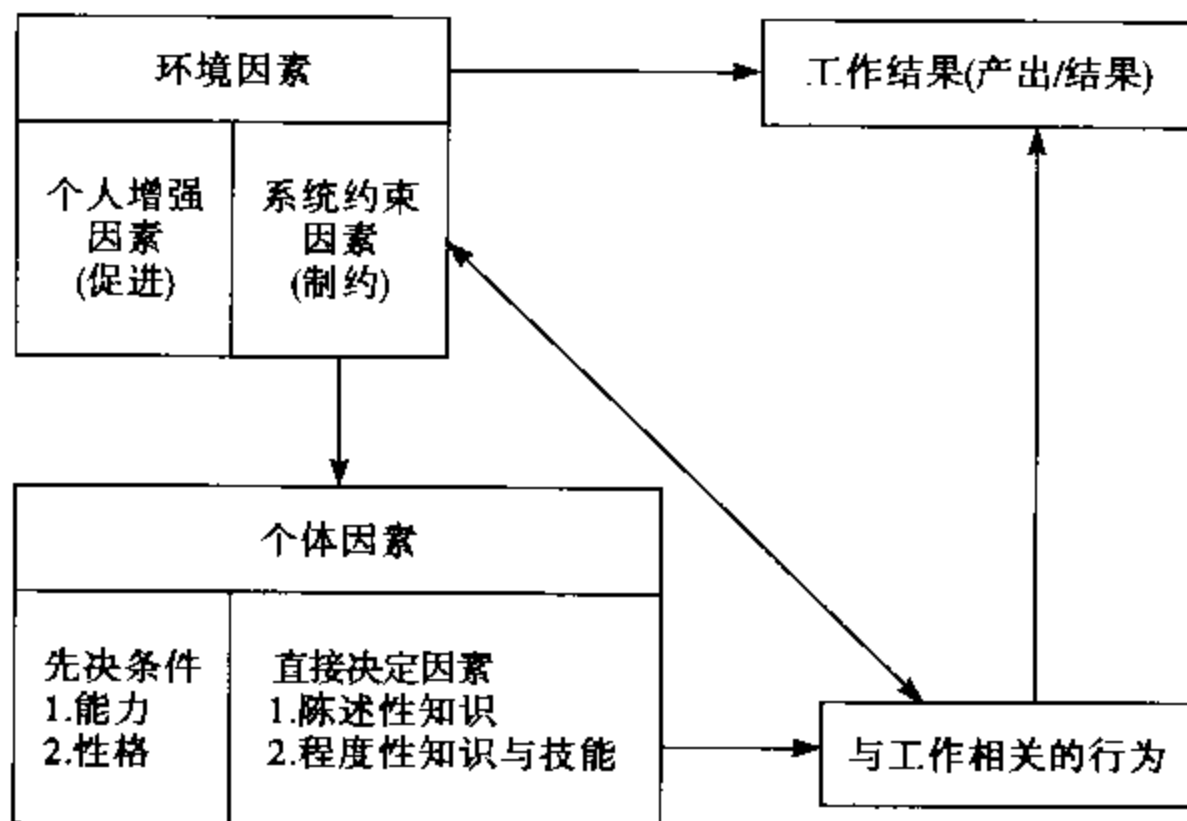 环境因素
工作结果(产出/结果)
个人增强
因素
(促进)
系统约束
因素
(制约)
个体因素
先决条件
1.能力
2.性格
直接决定因素
1.陈述性知识
2.程度性知识与技能
与工作相关的行为